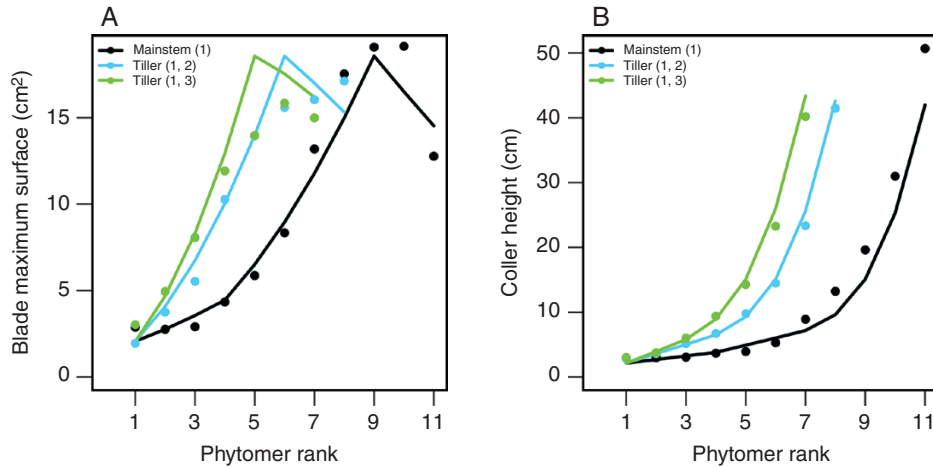 A
Mainstem (1)
Tiller (1, 2)
Tiller (1, 3)
Blade maximum surface (cm²)
15
10
5
0
1 3 5 7 9 11
Phytomer rank
B
Mainstem (1)
Tiller (1, 2)
Tiller (1, 3)
Coller height (cm)
50
40
30
20
10
0
1 3 5 7 9 11
Phytomer rank